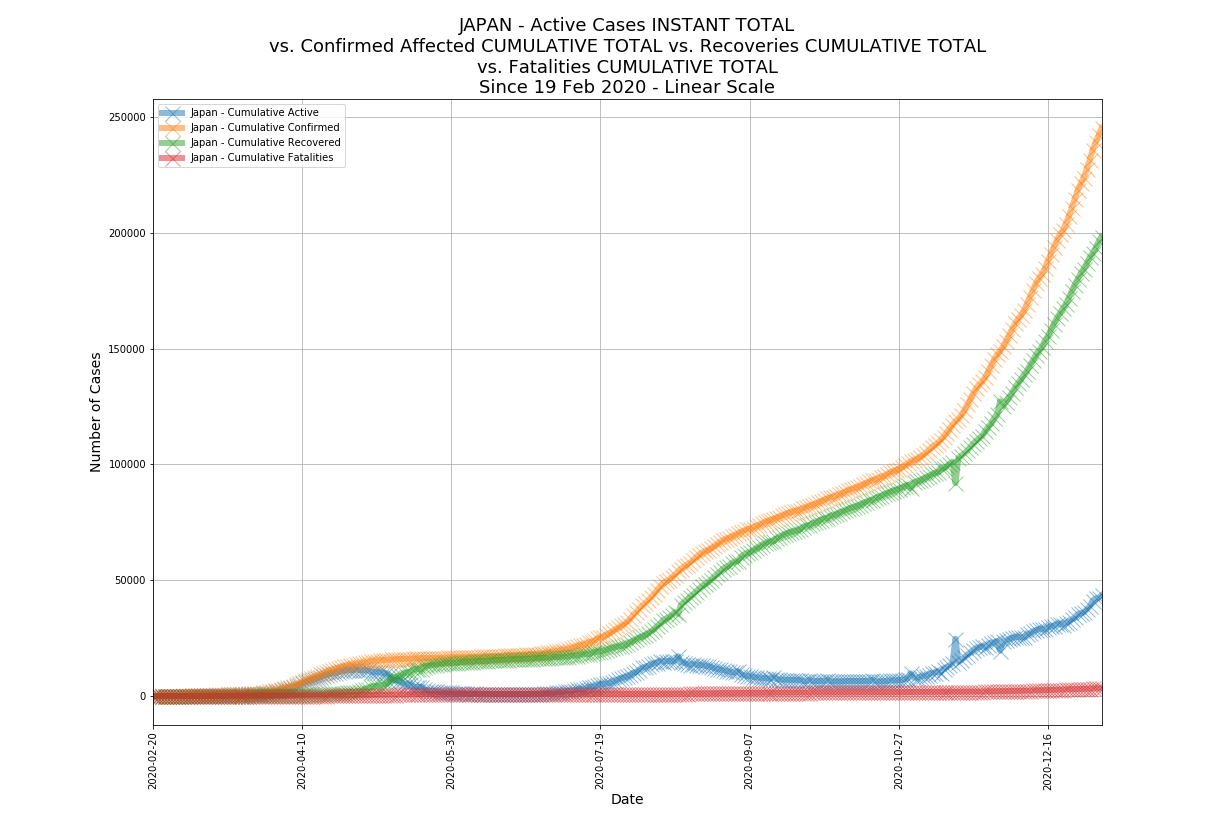 JAPAN - Active Cases INSTANT TOTAL
vs. Confirmed Affected CUMULATIVE TOTAL vs. Recoveries CUMULATIVE TOTAL
vs. Fatalities CUMULATIVE TOTAL
Since 19 Feb 2020 - Linear Scale
Japan - Cumulative Active
Japan - Cumulative Confirmed
Japan - Cumulative Recovered
Japan - Cumulative Fatalities
Number of Cases
250000
200000
150000
100000
50000
0
2020-02-20
2020-04-10
2020-05-30
2020-07-19
2020-09-07
2020-10-27
2020-12-16
Date